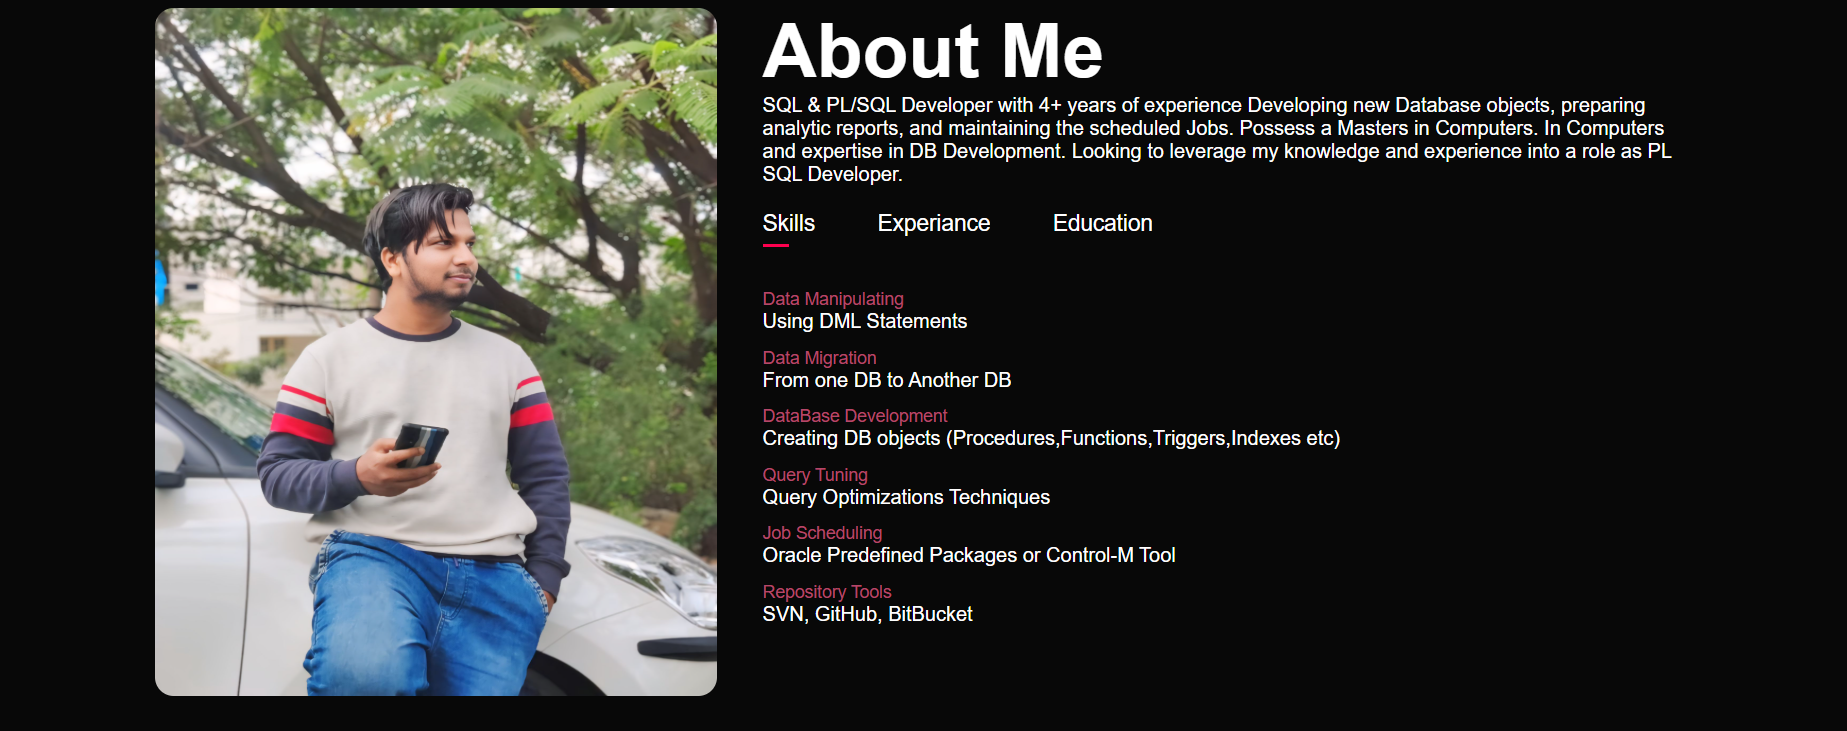 About Me
SQL & PL/SQL Developer with 4+ years of experience Developing new Database objects, preparing
analytic reports, and maintaining the scheduled Jobs. Possess a Masters in Computers. In Computers
and expertise in DB Development. Looking to leverage my knowledge and experience into a role as PL
SQL Developer.
Skills Experiance Education
Data Manipulating
Using DML Statements
Data Migration
From one DB to Another DB
DataBase Development
Creating DB objects (Procedures,Functions,Triggers,Indexes etc)
Query Tuning
Query Optimizations Techniques
Job Scheduling
Oracle Predefined Packages or Control-M Tool
Repository Tools
SVN, GitHub, BitBucket